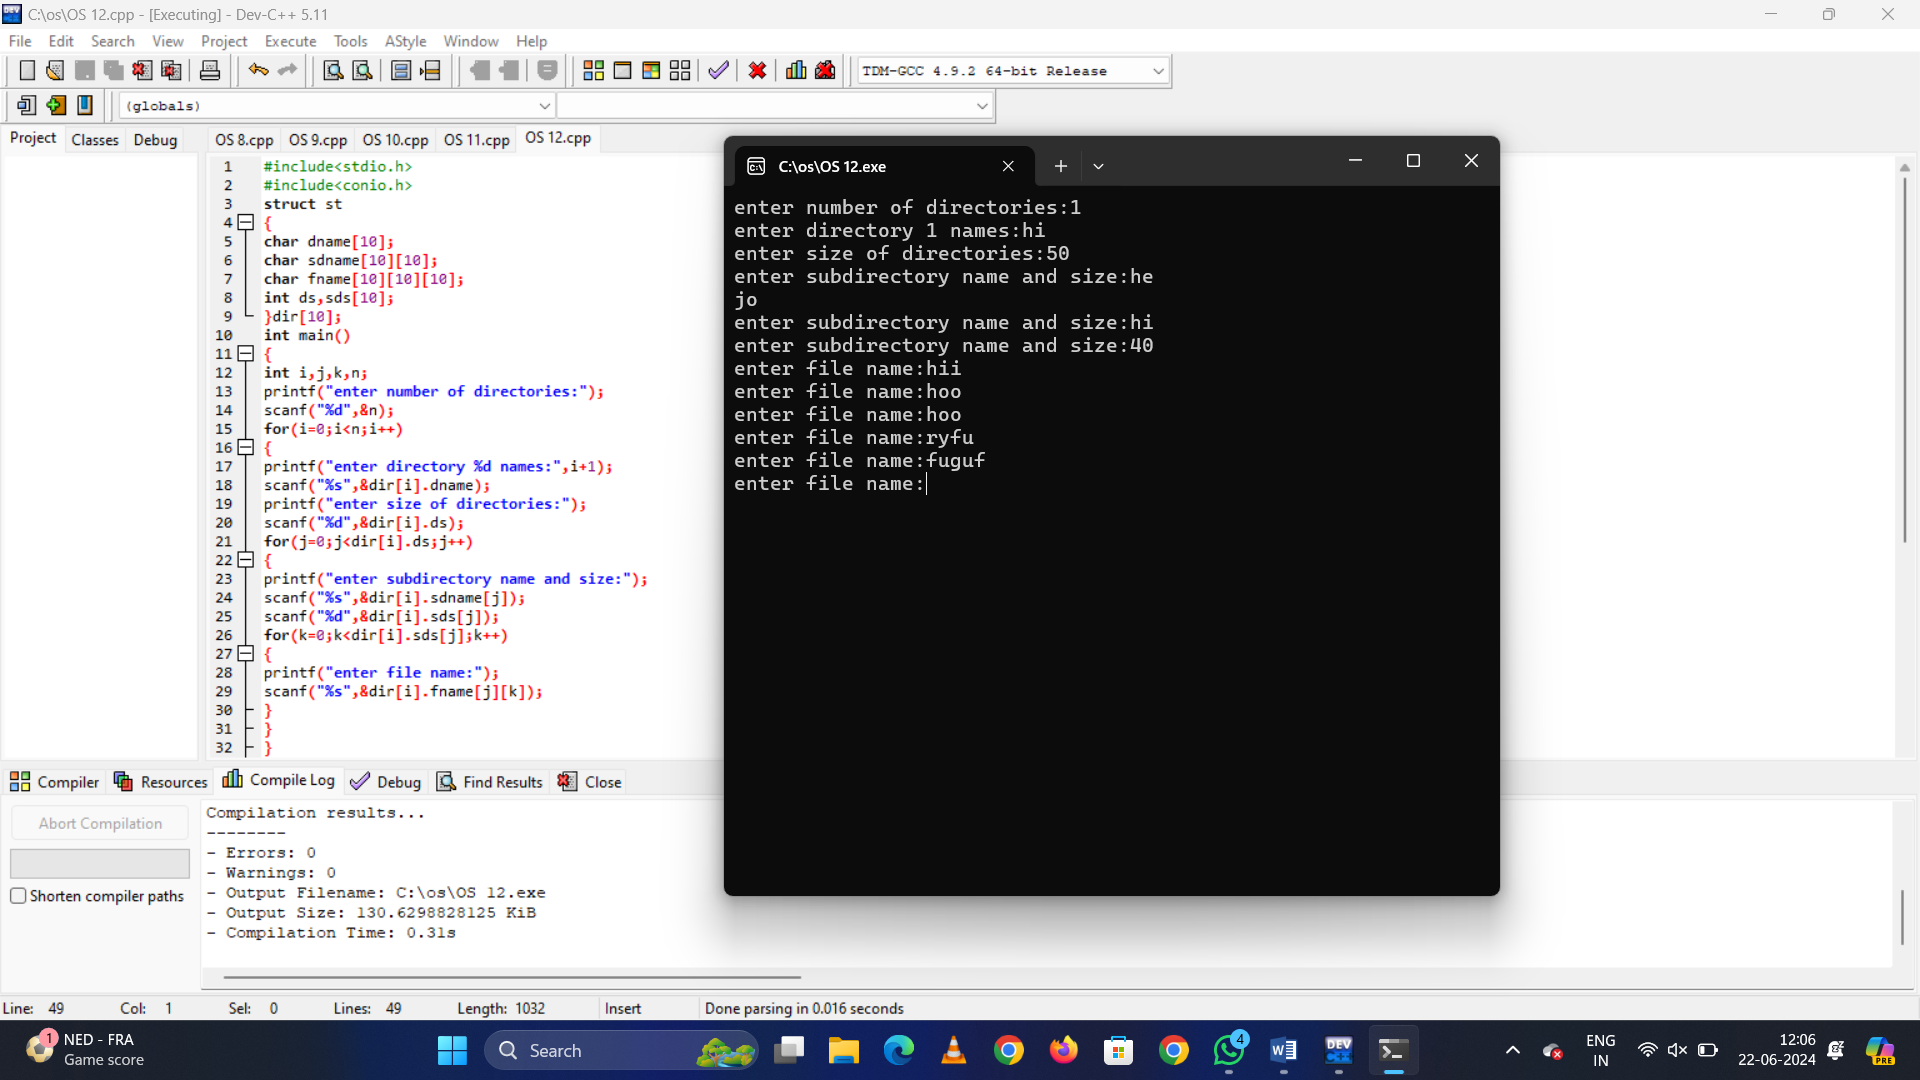 C:\os\OS 12.cpp - [Executing] - Dev-C++ 5.11
File Edit Search View Project Execute Tools AStyle Window Help
TDM-GCC 4.9.2 64-bit Release
(globals)
Project Classes Debug
OS 8.cpp OS 9.cpp OS 10.cpp OS 11.cpp OS 12.cpp
1 #include<stdio.h>
2 #include<conio.h>
3 struct st
4 {
5 char dname[10];
6 char sdname[10][10];
7 char fname[10][10][10];
8 int ds,sds[10];
9 }dir[10];
10 int main()
11 {
12 int i,j,k,n;
13 printf("enter number of directories:");
14 scanf("%d",&n);
15 for(i=0;i<n;i++)
16 {
17 printf("enter directory %d names:",i+1);
18 scanf("%s",&dir[i].dname);
19 printf("enter size of directories:");
20 scanf("%d",&dir[i].ds);
21 for(j=0;j<dir[i].ds;j++)
22 {
23 printf("enter subdirectory name and size:");
24 scanf("%s",&dir[i].sdname[j]);
25 scanf("%d",&dir[i].sds[j]);
26 for(k=0;k<dir[i].sds[j];k++)
27 {
28 printf("enter file name:");
29 scanf("%s",&dir[i].fname[j][k]);
30 }
31 }
32 }
C:\os\OS 12.exe
enter number of directories:1
enter directory 1 names:hi
enter size of directories:50
enter subdirectory name and size:he
jo
enter subdirectory name and size:hi
enter subdirectory name and size:40
enter file name:hii
enter file name:hoo
enter file name:hoo
enter file name:ryfu
enter file name:fuguf
enter file name:
Compiler Resources Compile Log Debug Find Results Close
Abort Compilation
Shorten compiler paths
Compilation results...
--------
- Errors: 0
- Warnings: 0
- Output Filename: C:\os\OS 12.exe
- Output Size: 130.6298828125 KiB
- Compilation Time: 0.31s
Line: 49 Col: 1 Sel: 0 Lines: 49 Length: 1032 Insert Done parsing in 0.016 seconds
1
NED - FRA
Game score
Search
4
DEV
ENG
IN
12:06
22-06-2024
PRE